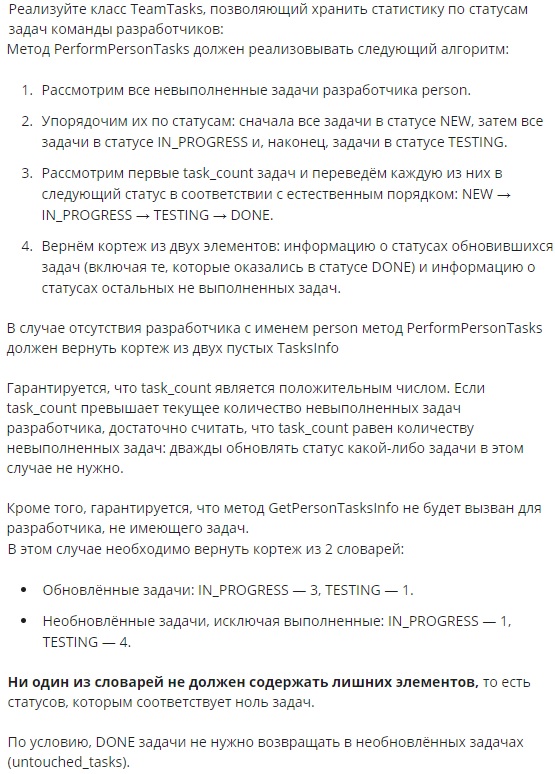 Реализуйте класс TeamTasks, позволяющий хранить статистику по статусам
задач команды разработчиков:
Метод PerformPersonTasks должен реализовывать следующий алгоритм:
1. Рассмотрим все невыполненные задачи разработчика person.
2. Упорядочим их по статусам: сначала все задачи в статусе NEW, затем все
задачи в статусе IN_PROGRESS и, наконец, задачи в статусе TESTING.
3. Рассмотрим первые task_count задач и переведём каждую из них в
следующий статус в соответствии с естественным порядком: NEW →
IN_PROGRESS → TESTING → DONE.
4. Вернём кортеж из двух элементов: информацию о статусах обновившихся
задач (включая те, которые оказались в статусе DONE) и информацию о
статусах остальных не выполненных задач.
В случае отсутствия разработчика с именем person метод PerformPersonTasks
должен вернуть кортеж из двух пустых TasksInfo
Гарантируется, что task_count является положительным числом. Если
task_count превышает текущее количество невыполненных задач
разработчика, достаточно считать, что task_count равен количеству
невыполненных задач: дважды обновлять статус какой-либо задачи в этом
случае не нужно.
Кроме того, гарантируется, что метод GetPersonTasksInfo не будет вызван для
разработчика, не имеющего задач.
В этом случае необходимо вернуть кортеж из 2 словарей:
• Обновлённые задачи: IN_PROGRESS — 3, TESTING — 1.
• Необновлённые задачи, исключая выполненные: IN_PROGRESS — 1,
TESTING — 4.
Ни один из словарей не должен содержать лишних элементов, то есть
статусов, которым соответствует ноль задач.
По условию, DONE задачи не нужно возвращать в необновлённых задачах
(untouched_tasks).